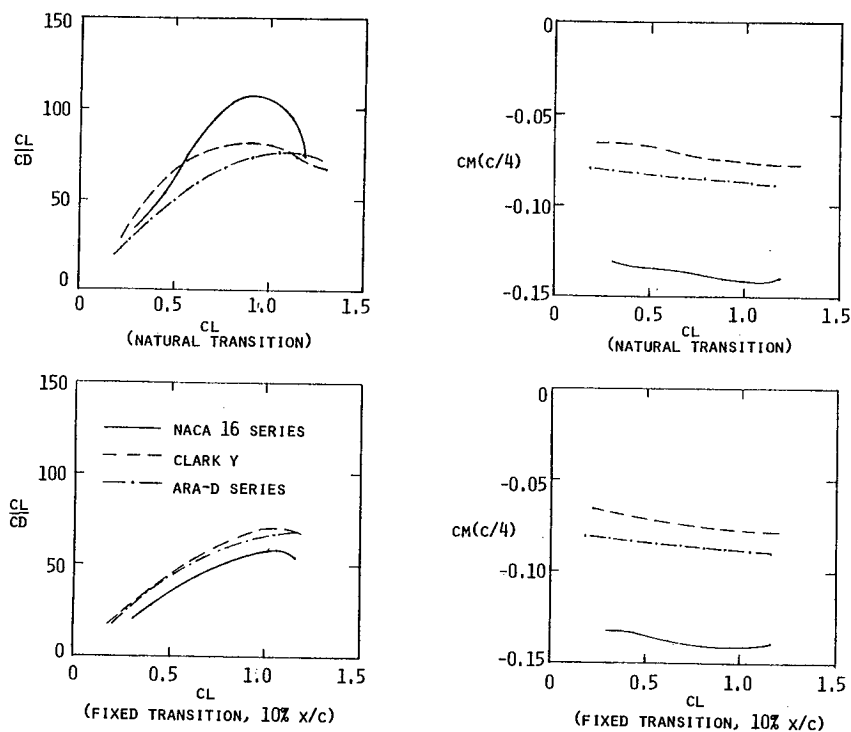 150
100
CL
CD
50
0
0
0.5
1.0
1.5
CL
(NATURAL TRANSITION)
0
-0.05
CM(C/4)
-0.10
-0.15
0.5
1.0
1.5
CL
(NATURAL TRANSITION)
150
NACA 16 SERIES
CLARK Y
100
ARA-D SERIES
CL
CD
50
0
0
0.5
1.0
1.5
CL
(FIXED TRANSITION, 10% X/C)
0
-0.05
CM(C/4)
-0.10
-0.15
0
0.5
1.0
1.5
CL
(FIXED TRANSITION, 10% X/C)